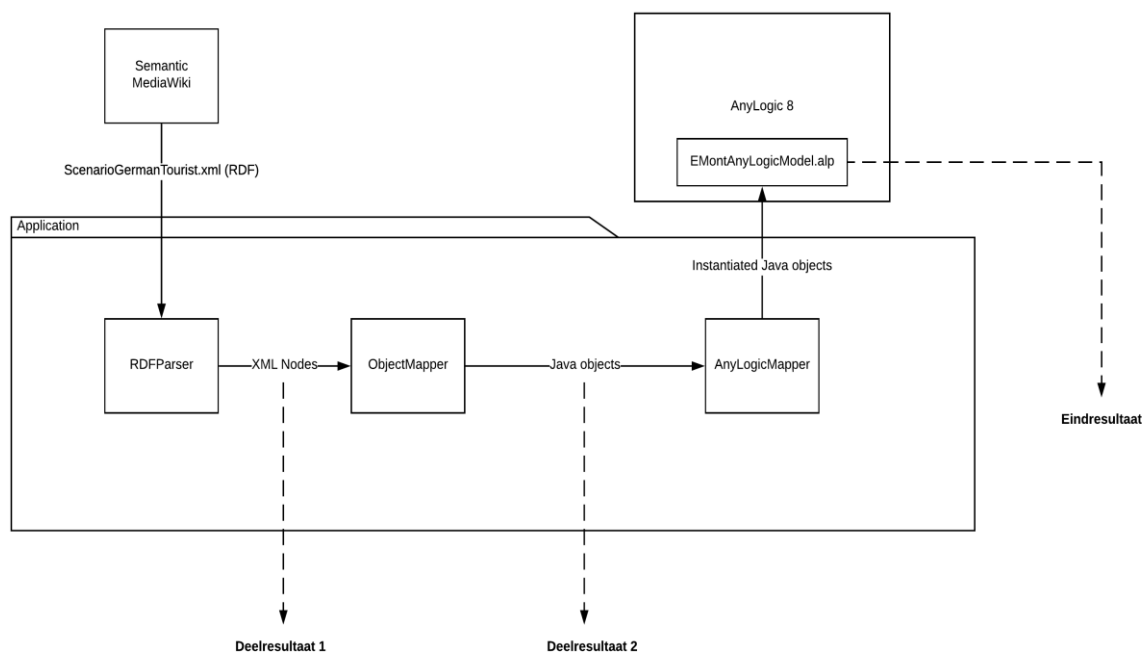 Semantic
MediaWiki
AnyLogic 8
EMontAnyLogicModel.alp
ScenarioGermanTourist.xml (RDF)
Application
Instantiated Java objects
RDFParser
XML Nodes
ObjectMapper
Java objects
AnyLogicMapper
Eindresultaat
Deelresultaat 1
Deelresultaat 2